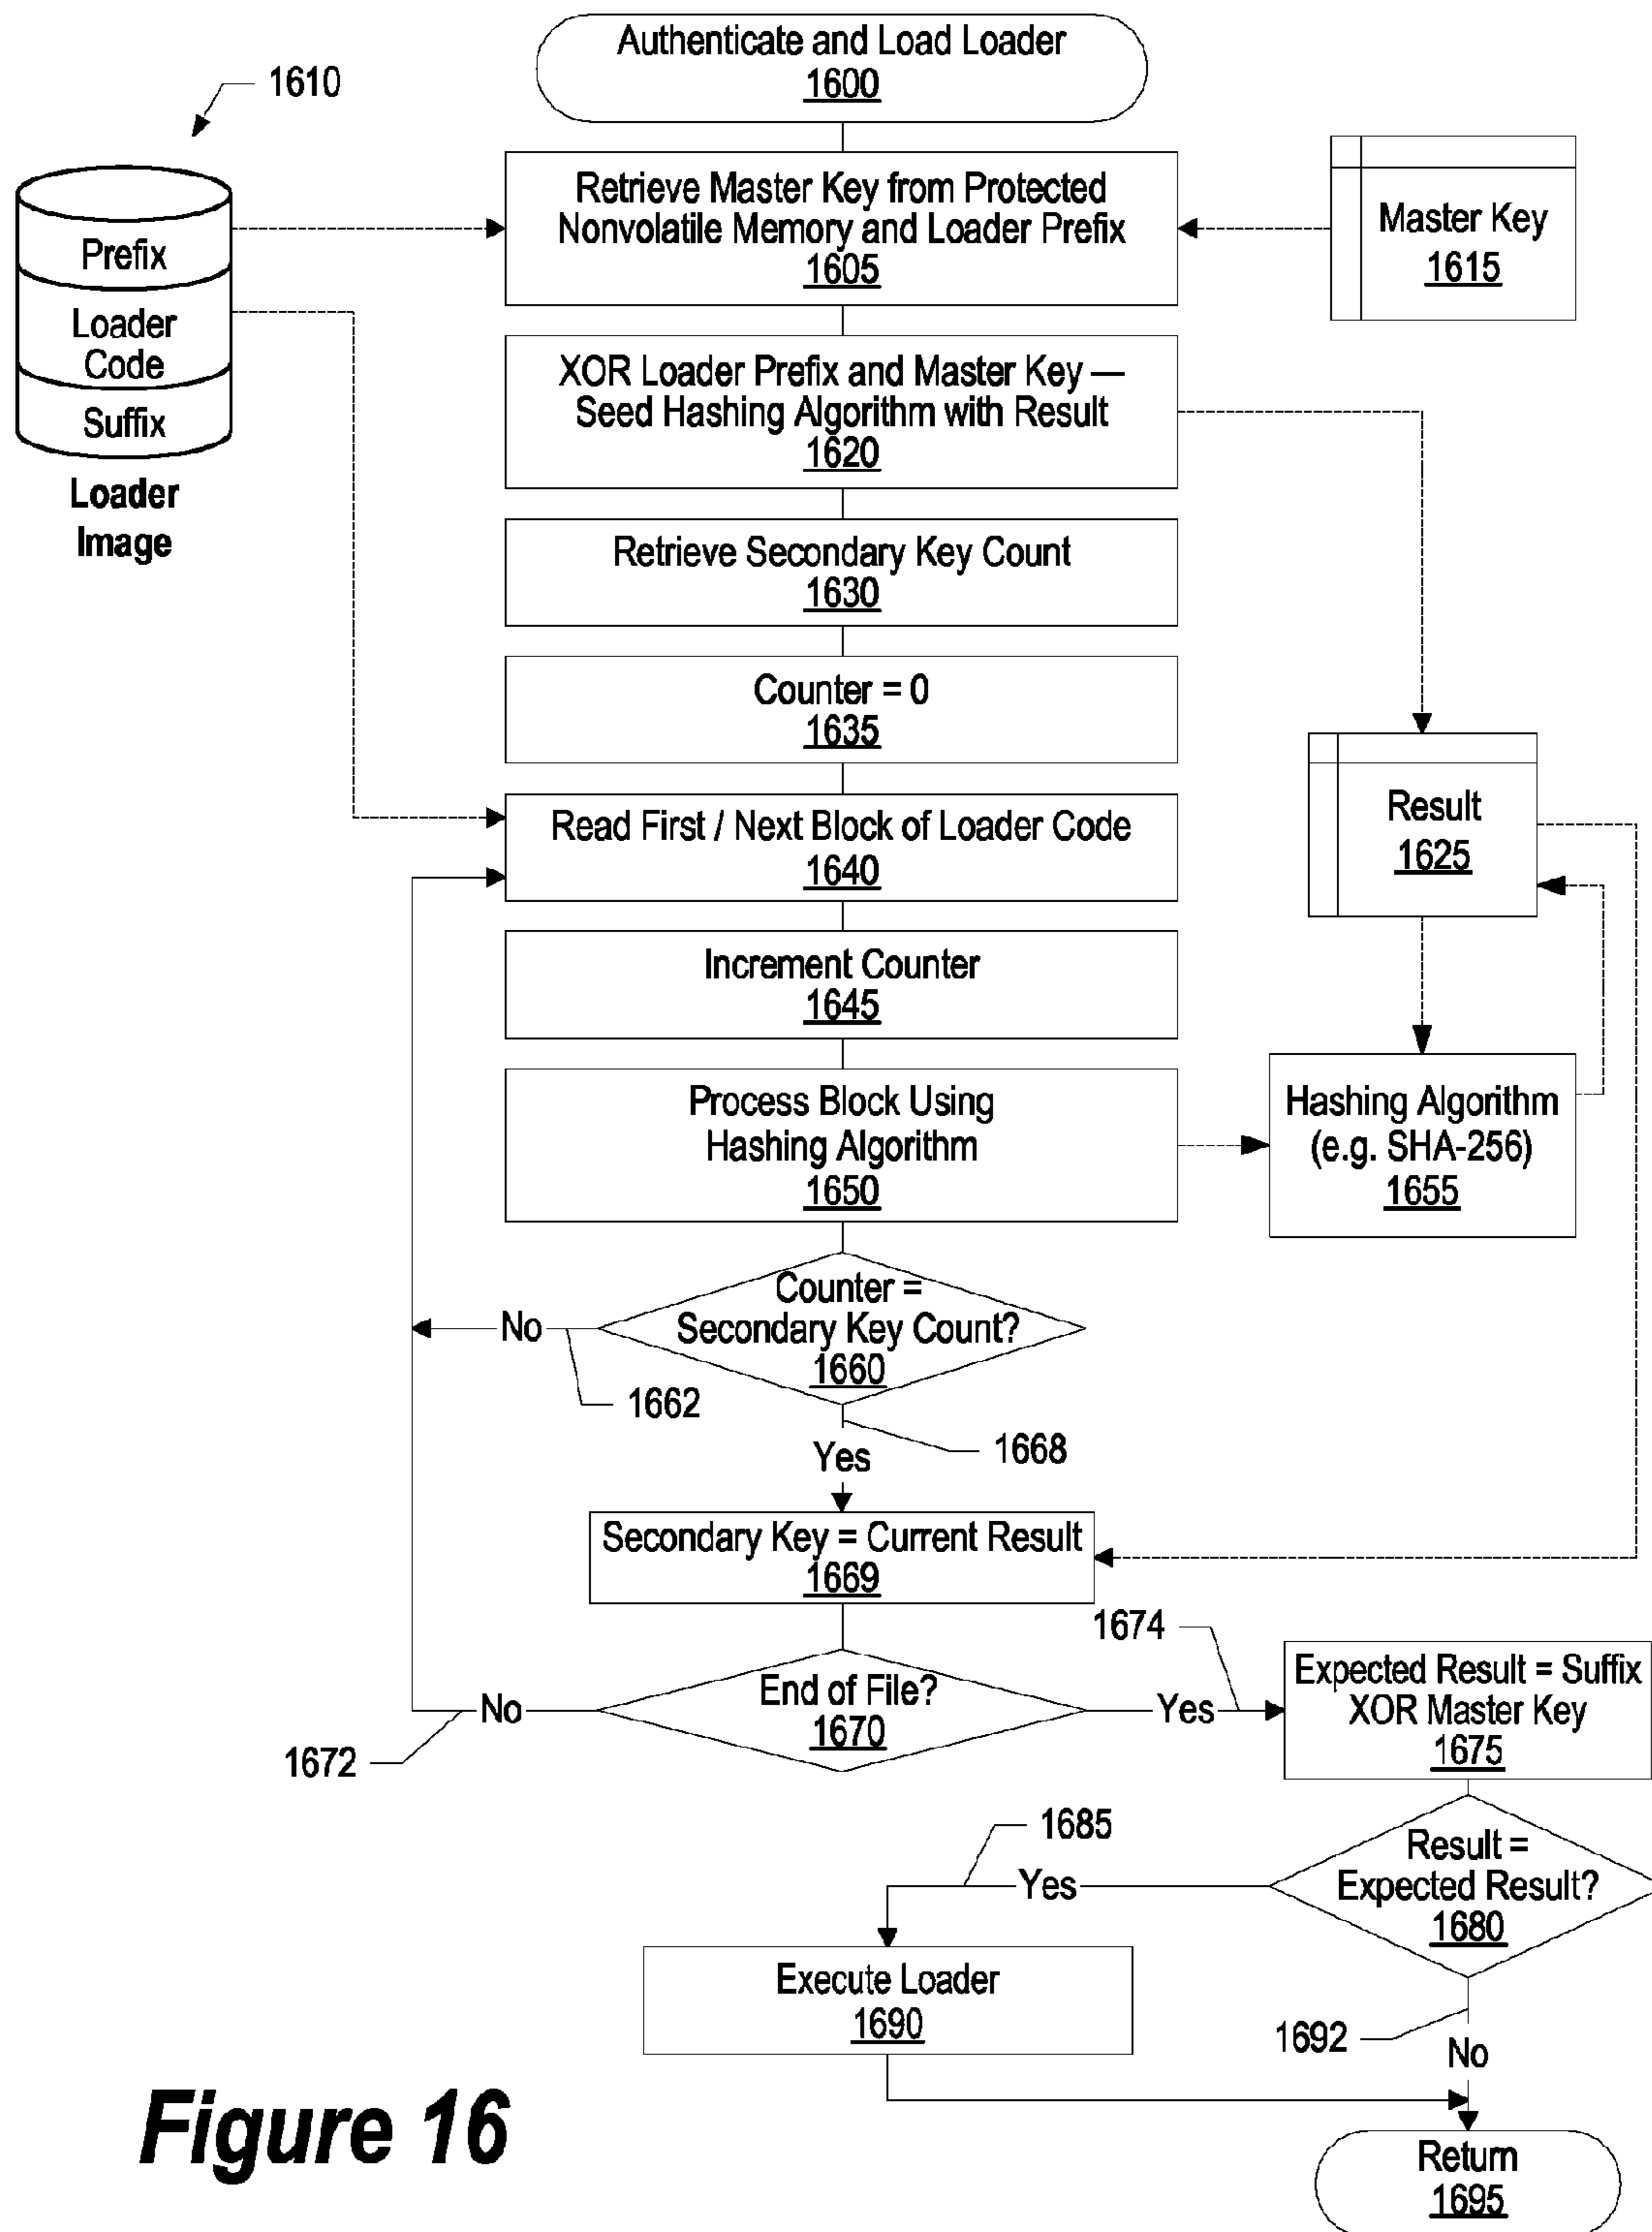 Authenticate and Load Loader
1600
1610
Retrieve Master Key from Protected
Nonvolatile Memory and Loader Prefix
1605
Master Key
1615
Prefix
Loader
Code
Suffix
Loader
Image
XOR Loader Prefix and Master Key —
Seed Hashing Algorithm with Result
1620
Retrieve Secondary Key Count
1630
Counter = 0
1635
Read First / Next Block of Loader Code
1640
Result
1625
Increment Counter
1645
Process Block Using
Hashing Algorithm
1650
Hashing Algorithm
(e.g. SHA-256)
1655
Counter =
Secondary Key Count?
1660
No
1662
1668
Yes
Secondary Key = Current Result
1669
End of File?
1670
No
1672
Yes
1674
Expected Result = Suffix
XOR Master Key
1675
Result =
Expected Result?
1680
1685
Yes
Execute Loader
1690
1692
No
Return
1695
Figure 16